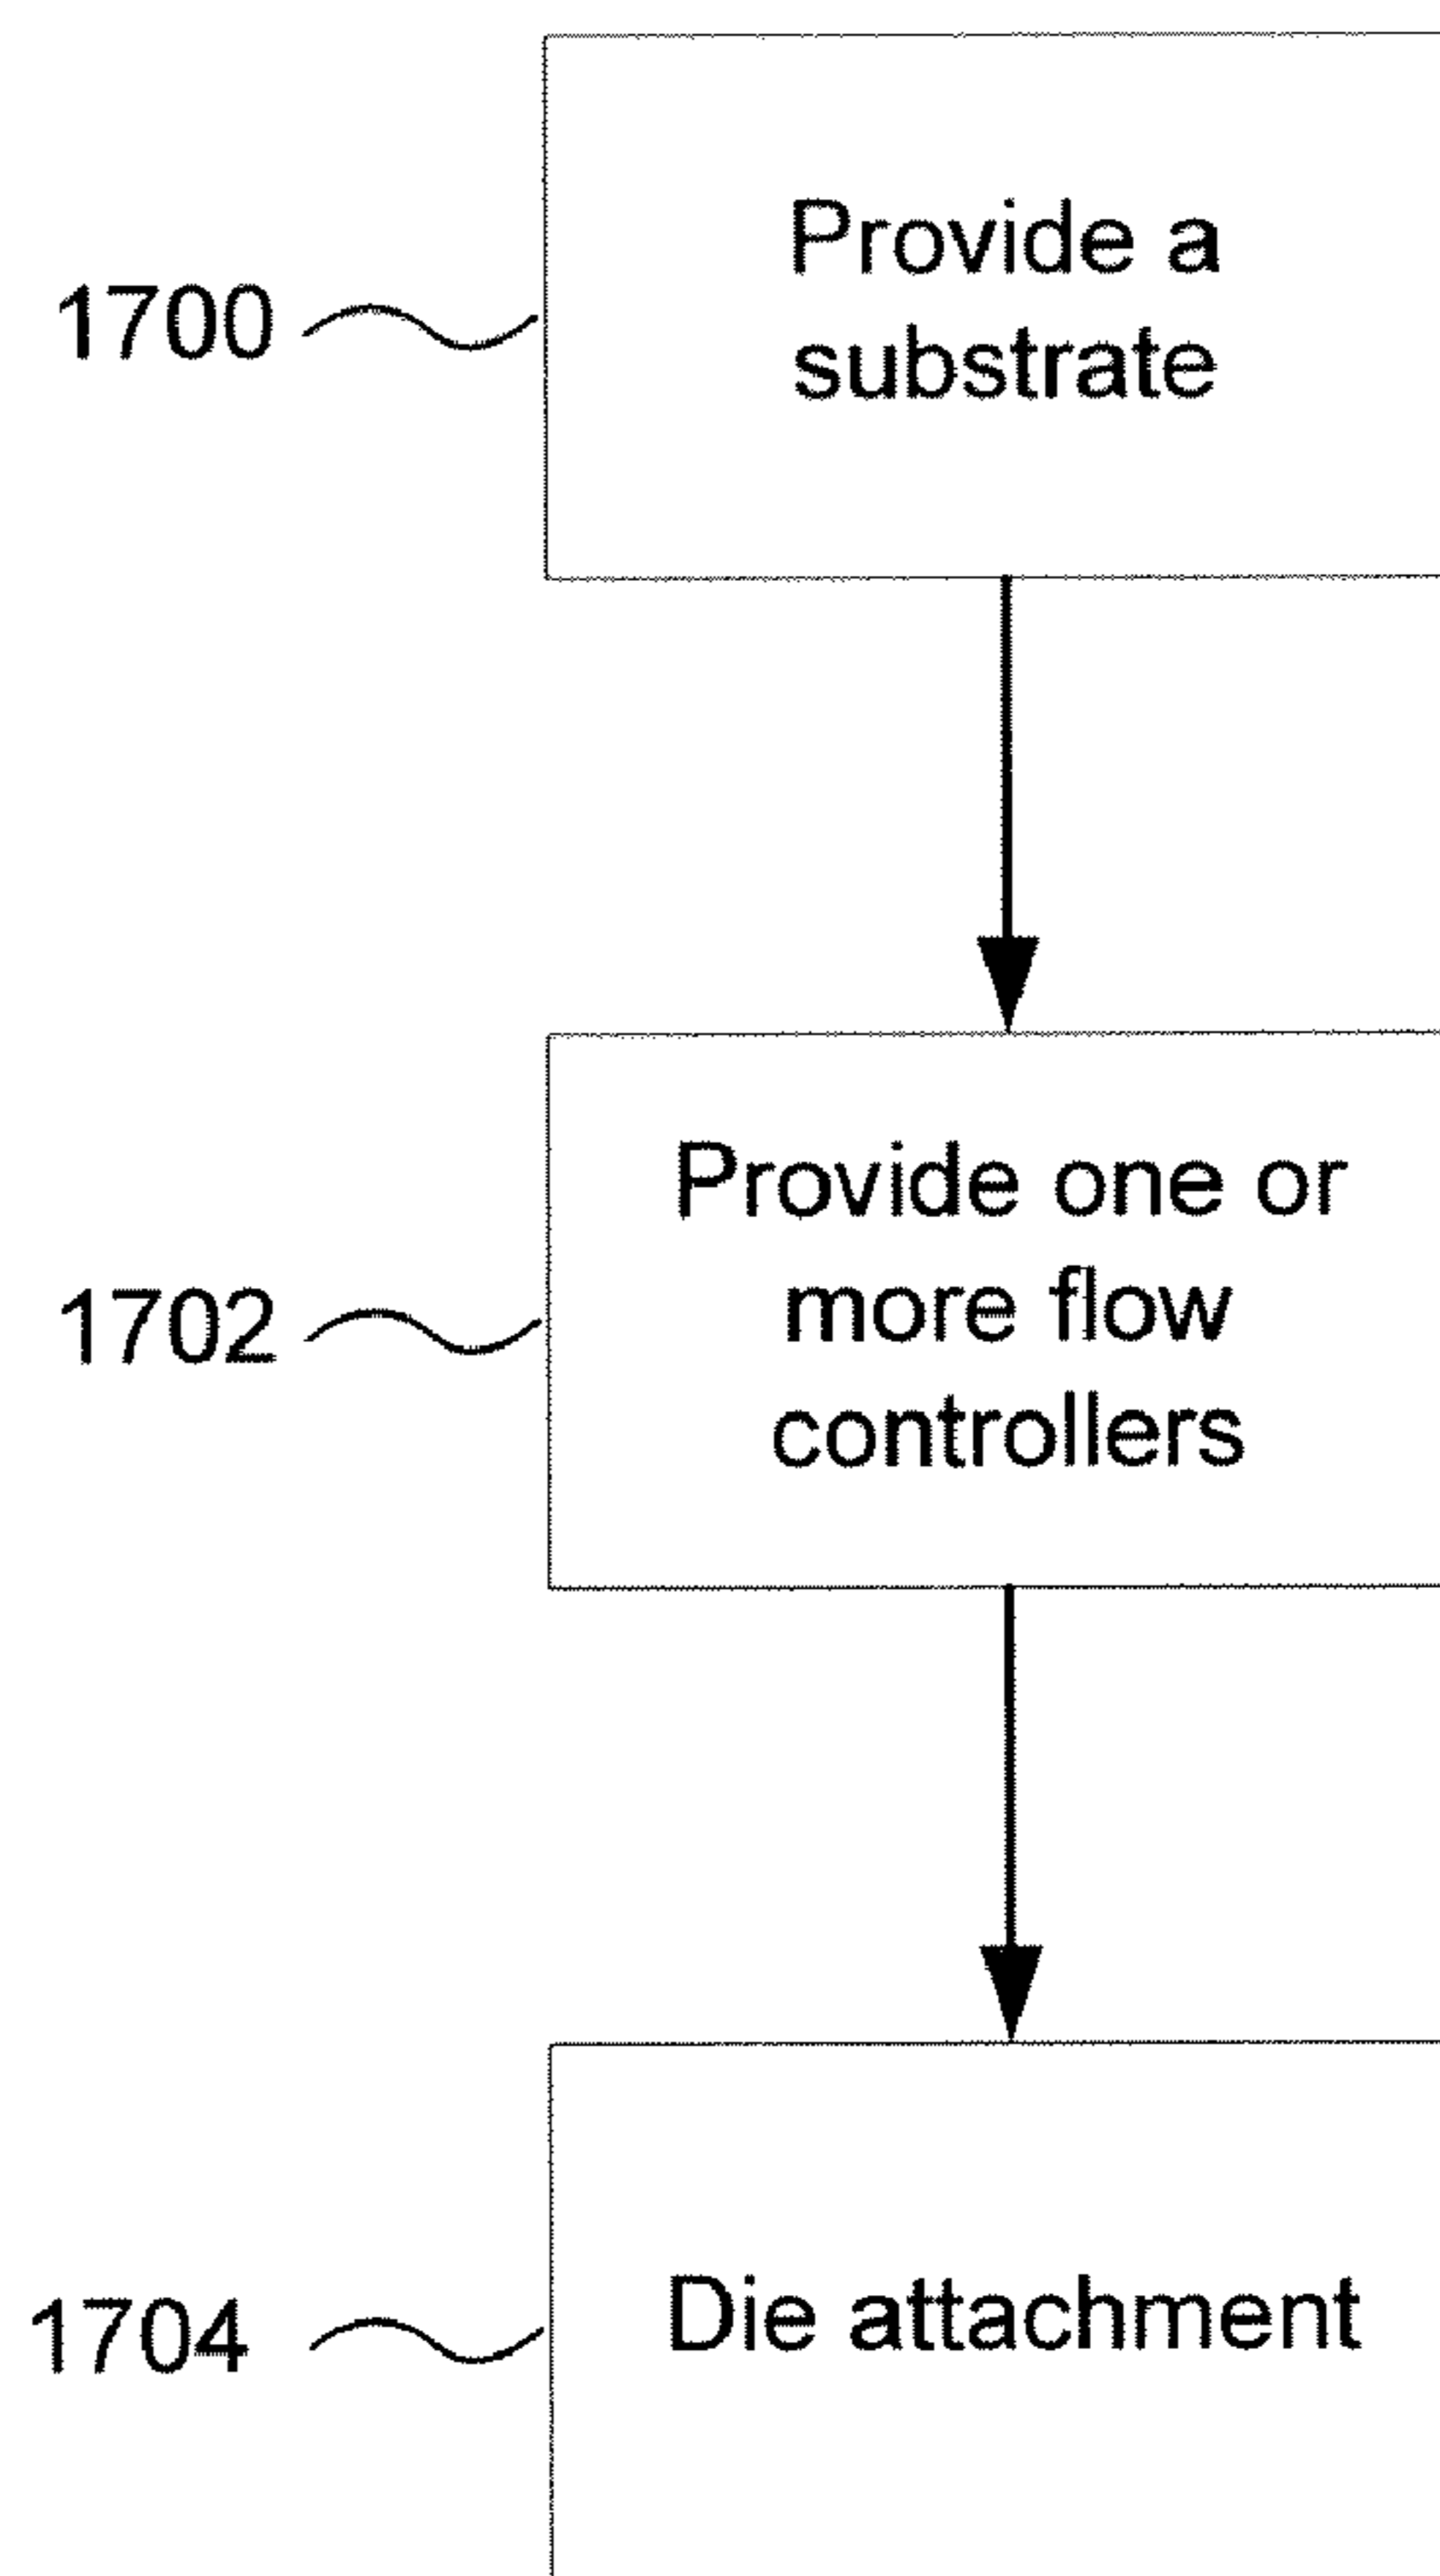 Provide a
substrate
1700
Provide one or
more flow
controllers
1702
Die attachment
1704